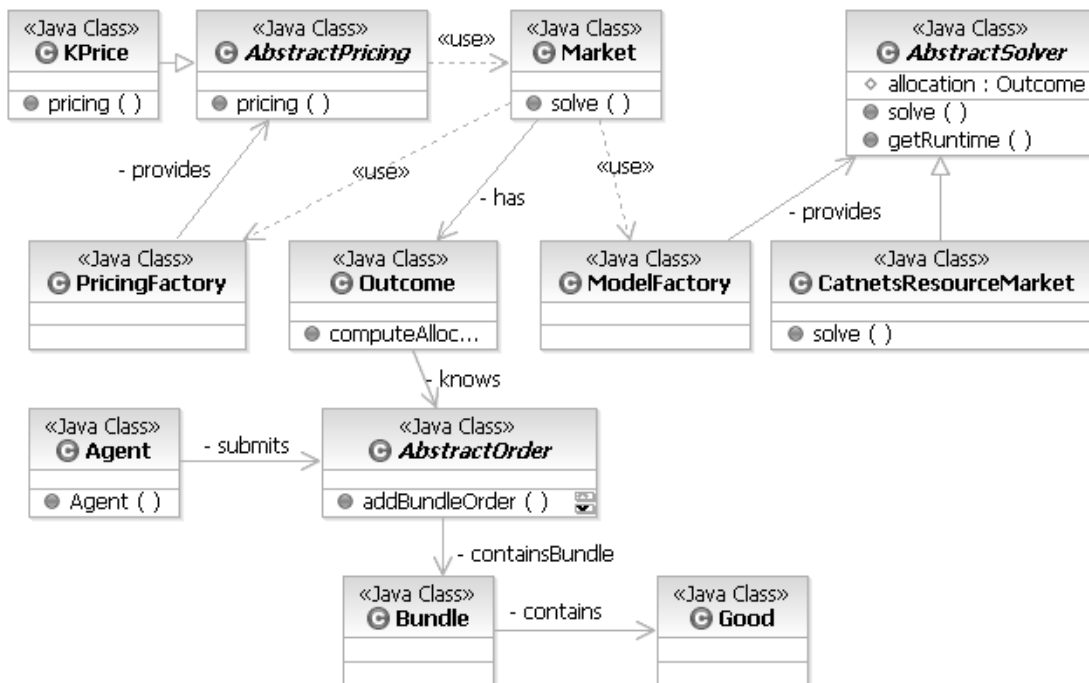 «Java Class»
KPrice
pricing ( )
«Java Class»
AbstractPricing
pricing ( )
«use»
«Java Class»
Market
solve ( )
«Java Class»
AbstractSolver
allocation : Outcome
solve ( )
getRuntime ( )
- provides
«use»
- has
«use»
- provides
«Java Class»
PricingFactory
«Java Class»
Outcome
computeAlloc...
«Java Class»
ModelFactory
«Java Class»
CatnetsResourceMarket
solve ( )
- knows
«Java Class»
Agent
Agent ( )
- submits
«Java Class»
AbstractOrder
addBundleOrder ( )
- containsBundle
«Java Class»
Bundle
- contains
«Java Class»
Good